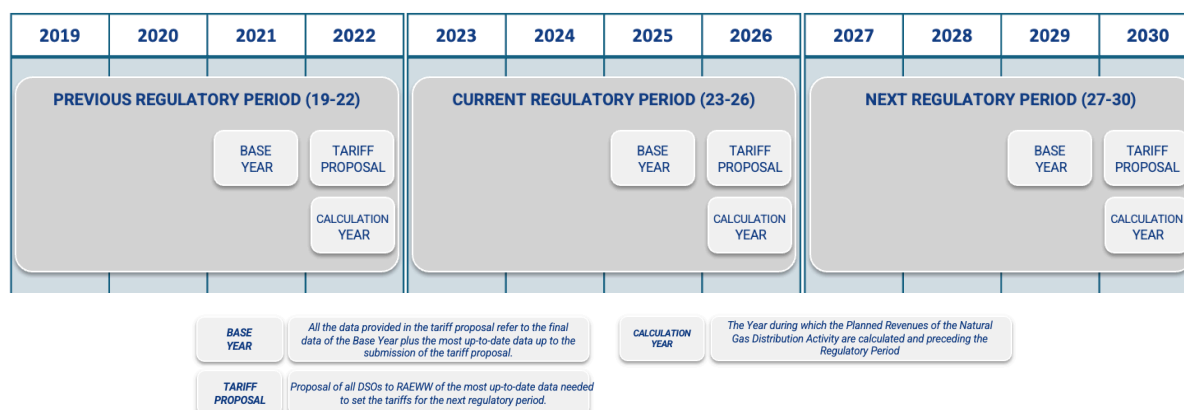 2019 2020 2021 2022 2023 2024 2025 2026 2027 2028 2029 2030
PREVIOUS REGULATORY PERIOD (19-22)
BASE
YEAR
TARIFF
PROPOSAL
CALCULATION
YEAR
CURRENT REGULATORY PERIOD (23-26)
BASE
YEAR
TARIFF
PROPOSAL
CALCULATION
YEAR
NEXT REGULATORY PERIOD (27-30)
BASE
YEAR
TARIFF
PROPOSAL
CALCULATION
YEAR
BASE
YEAR
All the data provided in the tariff proposal refer to the final
data of the Base Year plus the most up-to-date data up to the
submission of the tariff proposal.
CALCULATION
YEAR
The Year during which the Planned Revenues of the Natural
Gas Distribution Activity are calculated and preceding the
Regulatory Period
TARIFF
PROPOSAL
Proposal of all DSOs to RAEWW of the most up-to-date data needed
to set the tariffs for the next regulatory period.